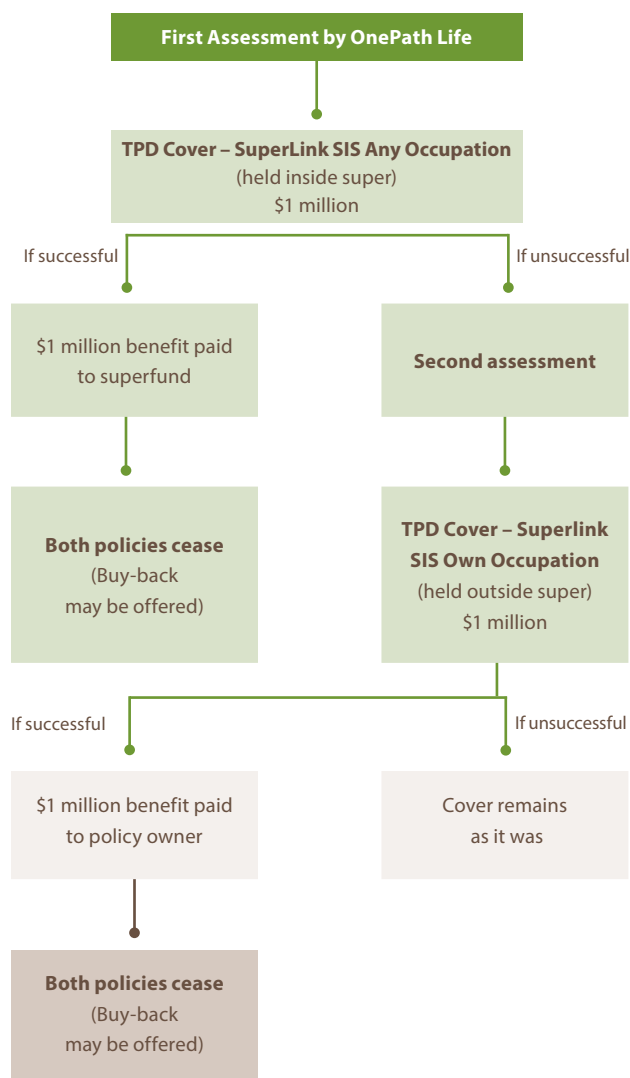 First Assessment by OnePath Life
TPD Cover – SuperLink SIS Any Occupation
(held inside super)
$1 million
If successful
If unsuccessful
$1 million benefit paid
to superfund
Second assessment
Both policies cease
(Buy-back
may be offered)
TPD Cover – Superlink
SIS Own Occupation
(held outside super)
$1 million
If successful
If unsuccessful
$1 million benefit paid
to policy owner
Cover remains
as it was
Both policies cease
(Buy-back
may be offered)